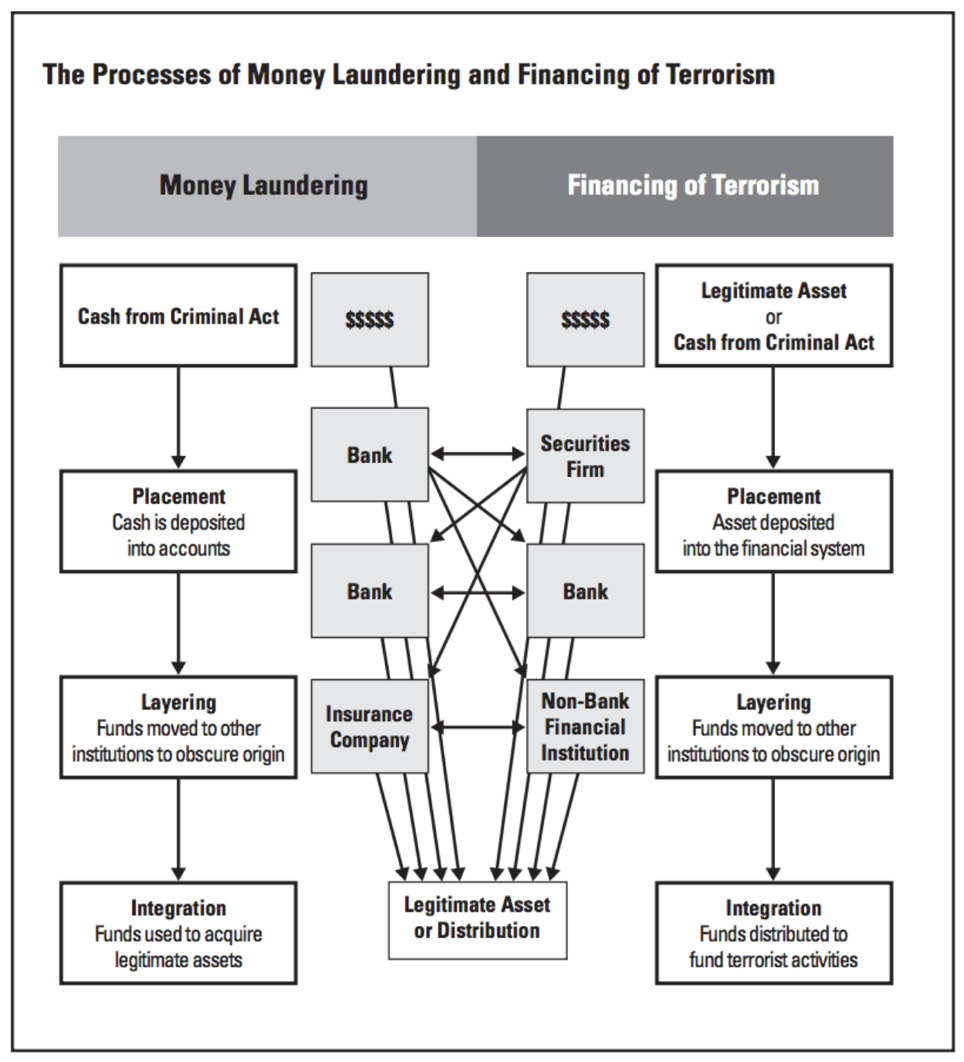 The Processes of Money Laundering and Financing of Terrorism
Money Laundering
Financing of Terrorism
Cash from Criminal Act
$$$$$
$$$$$
Legitimate Asset
or
Cash from Criminal Act
Bank
Securities
Firm
Placement
Cash is deposited
into accounts
Placement
Asset deposited
into the financial system
Bank
Bank
Layering
Funds moved to other
institutions to obscure origin
Insurance
Company
Non-Bank
Financial
Institution
Layering
Funds moved to other
institutions to obscure origin
Integration
Funds used to acquire
legitimate assets
Legitimate Asset
or Distribution
Integration
Funds distributed to
fund terrorist activities